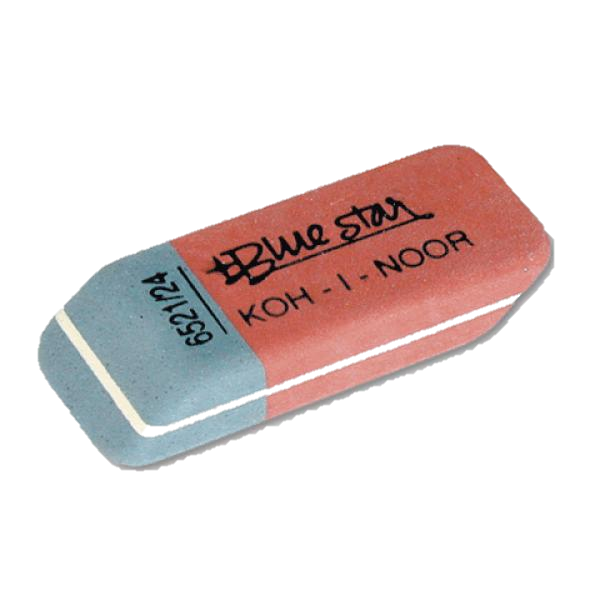 Blue star
KOH-I-NOOR
6521/24